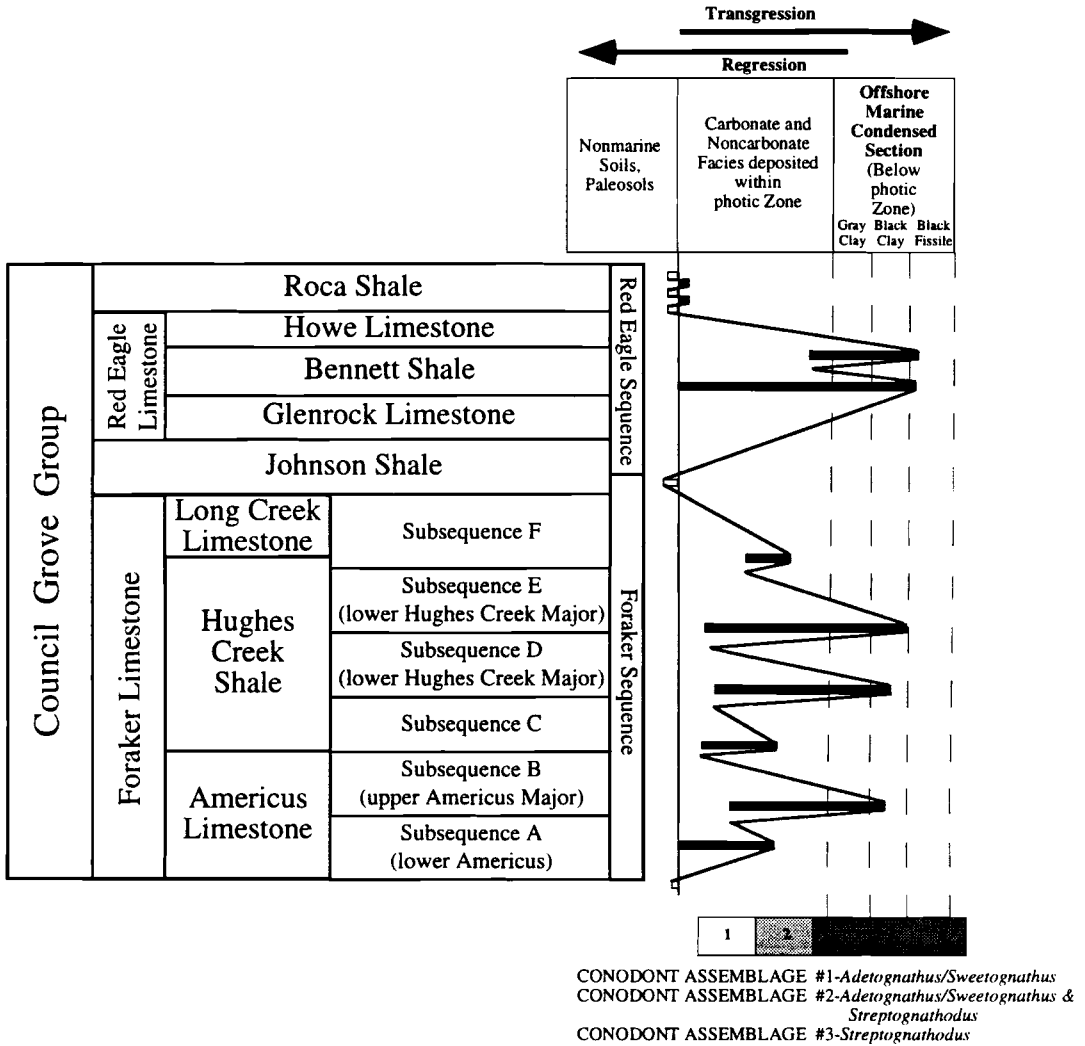 Transgression
Regression
Nonmarine
Soils,
Paleosols
Carbonate and
Noncarbonate
Facies deposited
within
photic Zone
Offshore
Marine
Condensed
Section
(Below
photic
Zone)
Gray
Clay
Black
Clay
Black
Fissile
Council Grove Group
Roca Shale
Red Eagle
Limestone
Howe Limestone
Bennett Shale
Glenrock Limestone
Red Eagle Sequence
Johnson Shale
Foraker Limestone
Long Creek
Limestone
Subsequence F
Hughes
Creek
Shale
Subsequence E
(lower Hughes Creek Major)
Subsequence D
(lower Hughes Creek Major)
Subsequence C
Americus
Limestone
Subsequence B
(upper Americus Major)
Subsequence A
(lower Americus)
Foraker Sequence
1
2
CONODONT ASSEMBLAGE #1-Adetognathus/Sweetognathus
CONODONT ASSEMBLAGE #2-Adetognathus/Sweetognathus &
Streptognathodus
CONODONT ASSEMBLAGE #3-Streptognathodus